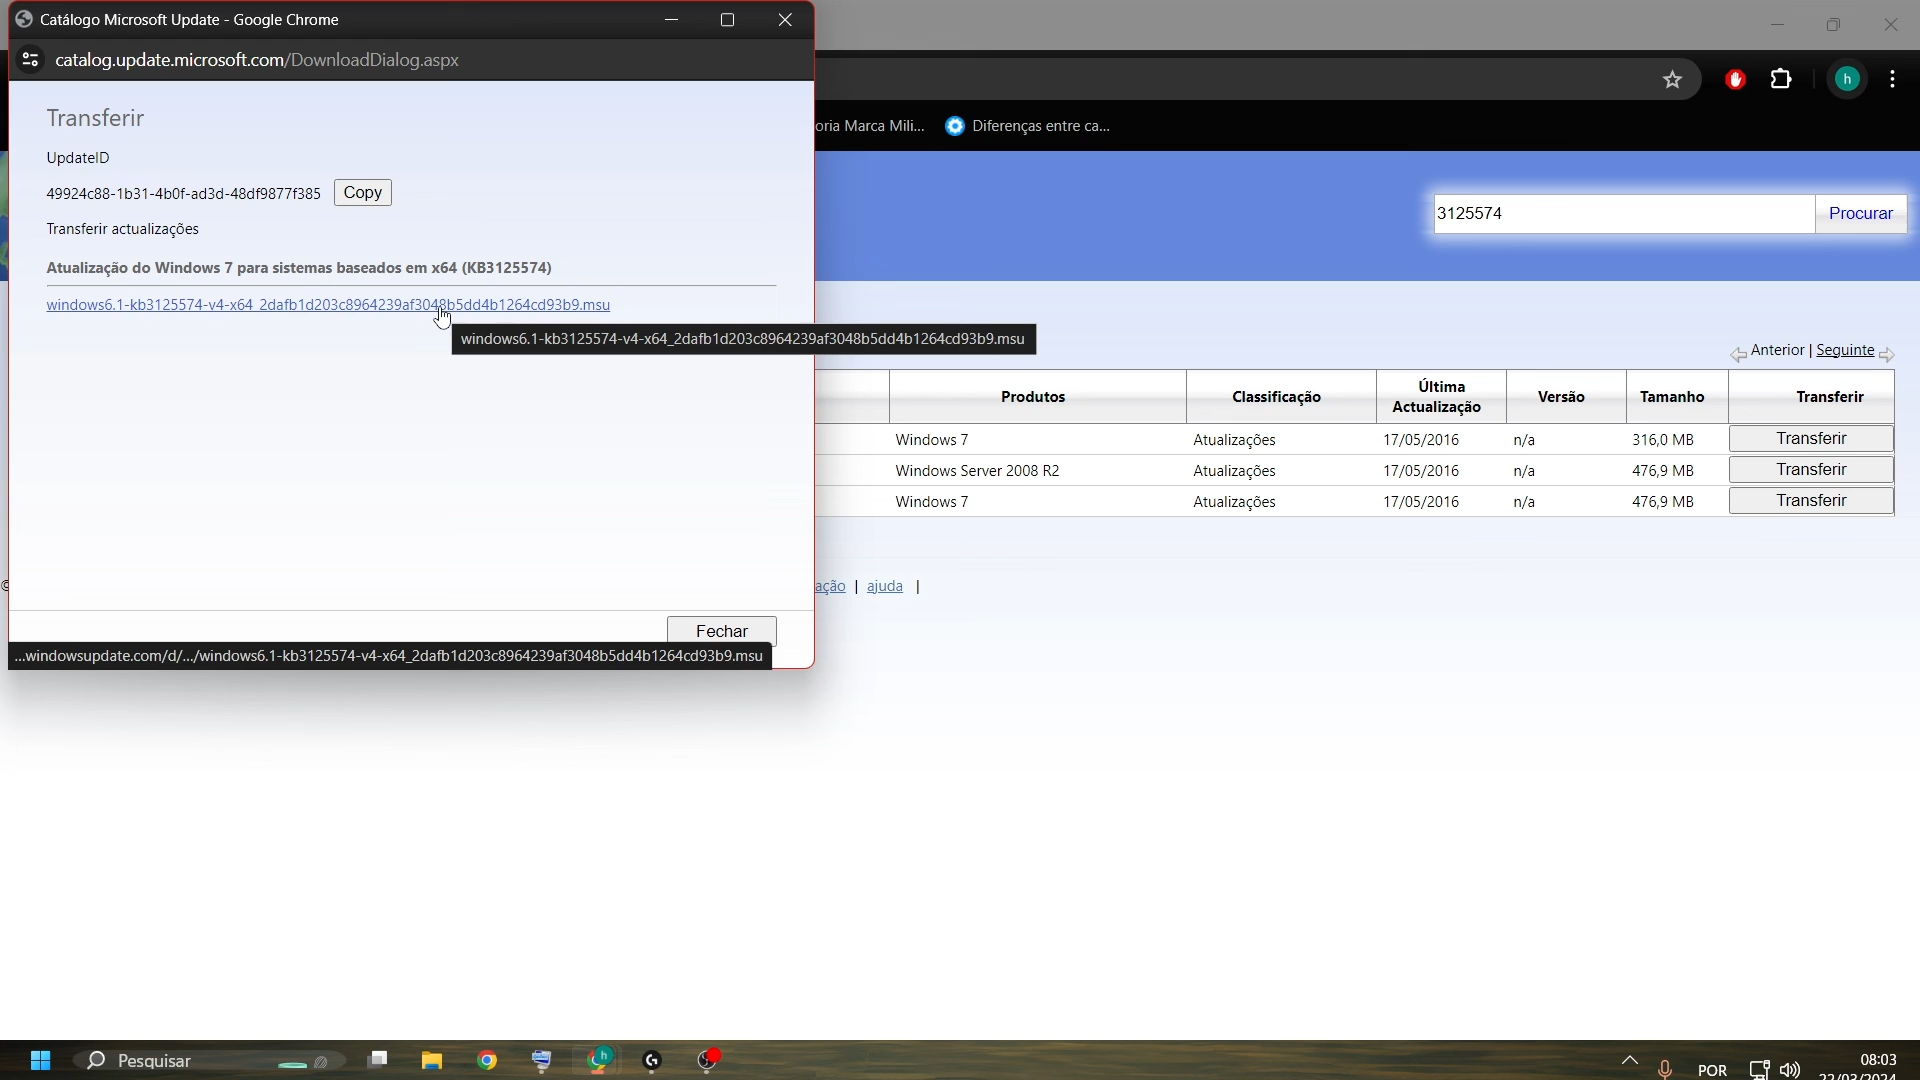 Catálogo Microsoft Update - Google Chrome
catalog.update.microsoft.com/DownloadDialog.aspx
oria Marca Mili... Diferenças entre ca...
h
Transferir
UpdateID
49924c88-1b31-4b0f-ad3d-48df9877f385 Copy
Transferir actualizações
Atualização do Windows 7 para sistemas baseados em x64 (KB3125574)
windows6.1-kb3125574-v4-x64_2dafb1d203c8964239af3048b5dd4b1264cd93b9.msu
windows6.1-kb3125574-v4-x64_2dafb1d203c8964239af3048b5dd4b1264cd93b9.msu
Fechar
...windowsupdate.com/d/.../windows6.1-kb3125574-v4-x64_2dafb1d203c8964239af3048b5dd4b1264cd93b9.msu
3125574 Procurar
Anterior | Seguinte
Produtos Classificação Última Actualização Versão Tamanho Transferir
Windows 7 Atualizações 17/05/2016 n/a 316,0 MB Transferir
Windows Server 2008 R2 Atualizações 17/05/2016 n/a 476,9 MB Transferir
Windows 7 Atualizações 17/05/2016 n/a 476,9 MB Transferir
©
ação | ajuda |
Pesquisar
h
POR
08:03
22/03/2024